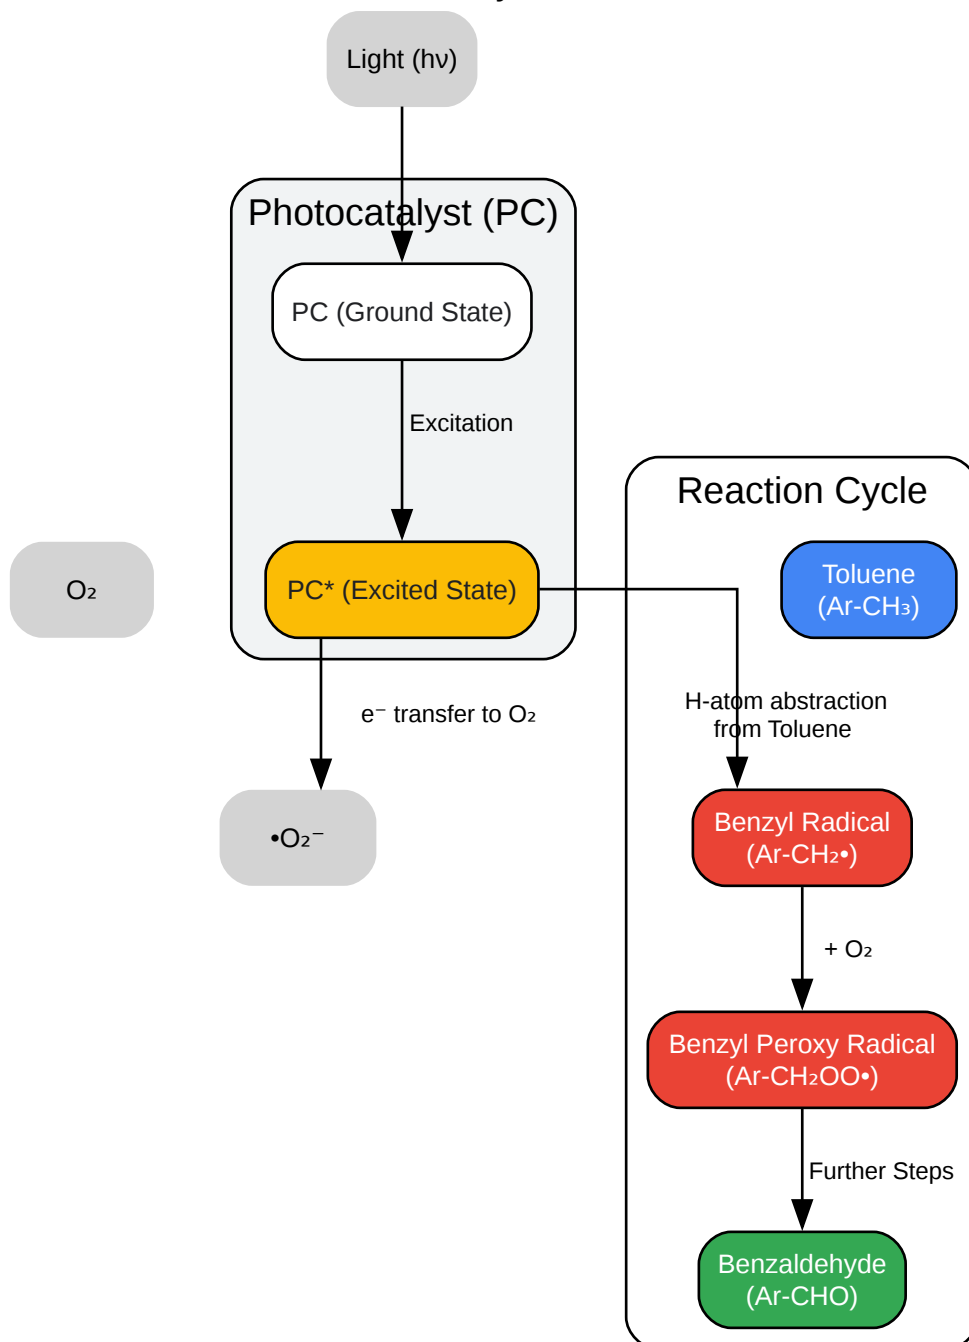 Light (hν)
Photocatalyst (PC)
PC (Ground State)
Excitation
Reaction Cycle
O₂
PC* (Excited State)
Toluene
(Ar-CH₃)
e⁻ transfer to O₂
H-atom abstraction
from Toluene
•O₂⁻
Benzyl Radical
(Ar-CH₂•)
+ O₂
Benzyl Peroxy Radical
(Ar-CH₂OO•)
Further Steps
Benzaldehyde
(Ar-CHO)